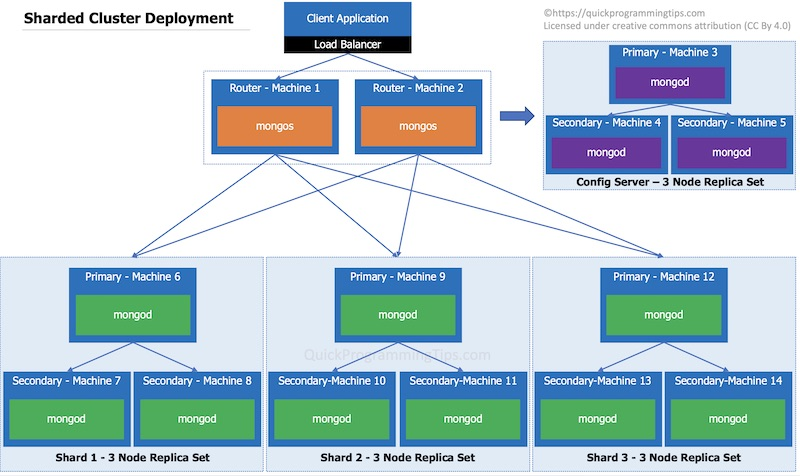 Sharded Cluster Deployment
Client Application
Load Balancer
©https://quickprogrammingtips.com
Licensed under creative commons attribution (CC By 4.0)
Router - Machine 1
mongos
Router - Machine 2
mongos
Primary - Machine 3
mongod
Secondary - Machine 4
mongod
Secondary - Machine 5
mongod
Config Server – 3 Node Replica Set
Primary - Machine 6
mongod
Secondary - Machine 7
mongod
Secondary - Machine 8
mongod
Shard 1 - 3 Node Replica Set
Primary - Machine 9
mongod
QuickProgrammingTips.com
Secondary-Machine 10
mongod
Secondary-Machine 11
mongod
Shard 2 - 3 Node Replica Set
Primary - Machine 12
mongod
Secondary-Machine 13
mongod
Secondary-Machine 14
mongod
Shard 3 - 3 Node Replica Set